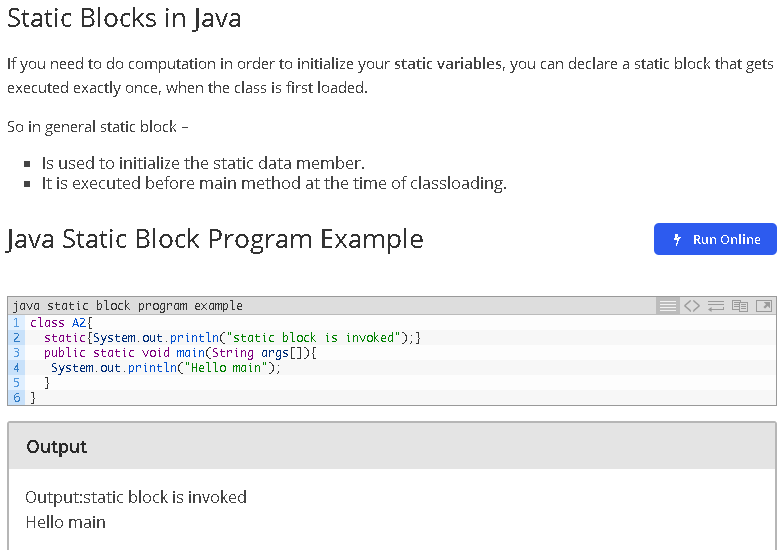 Static Blocks in Java
If you need to do computation in order to initialize your static variables, you can declare a static block that gets
executed exactly once, when the class is first loaded.
So in general static block –
Is used to initialize the static data member.
It is executed before main method at the time of classloading.
Java Static Block Program Example
Run Online
java static block program example
1 class A2{
2   static{System.out.println("static block is invoked");}
3   public static void main(String args[]){
4    System.out.println("Hello main");
5   }
6 }
Output
Output:static block is invoked
Hello main